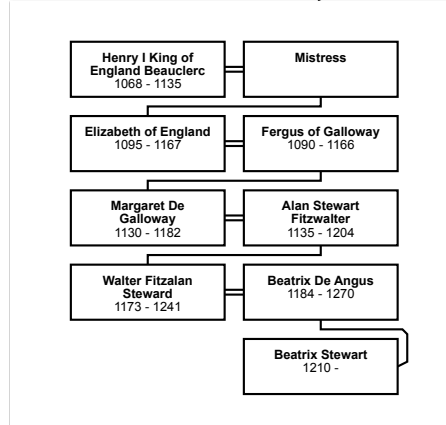 Henry I King of
England Beauclerc
1068 - 1135
Mistress
Elizabeth of England
1095 - 1167
Fergus of Galloway
1090 - 1166
Margaret De
Galloway
1130 - 1182
Alan Stewart
Fitzwalter
1135 - 1204
Walter Fitzalan
Steward
1173 - 1241
Beatrix De Angus
1184 - 1270
Beatrix Stewart
1210 -